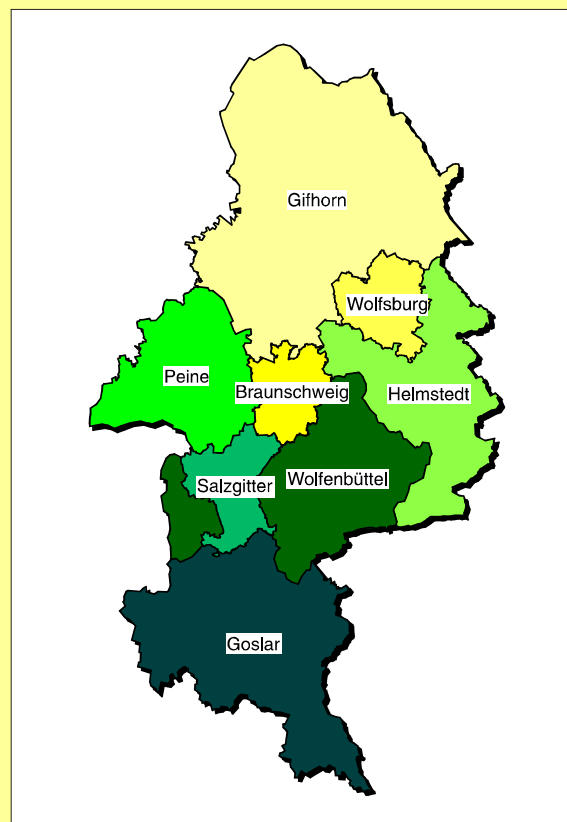 Gifhorn
Wolfsburg
Peine
Braunschweig
Helmstedt
Salzgitter
Wolfenbüttel
Goslar